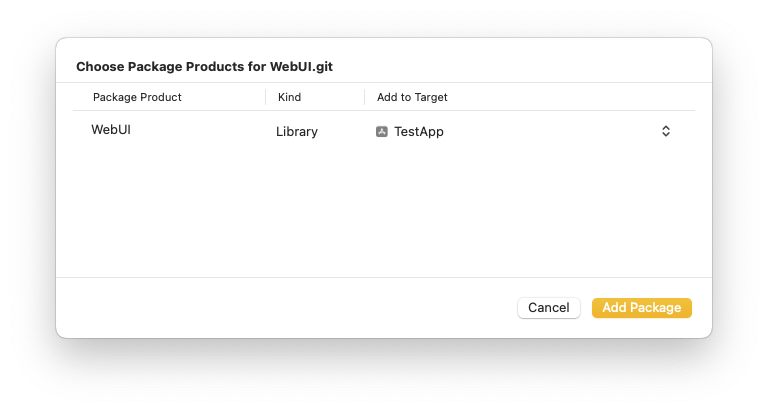 Choose Package Products for WebUI.git
Package Product Kind Add to Target
WebUI Library TestApp
Cancel Add Package